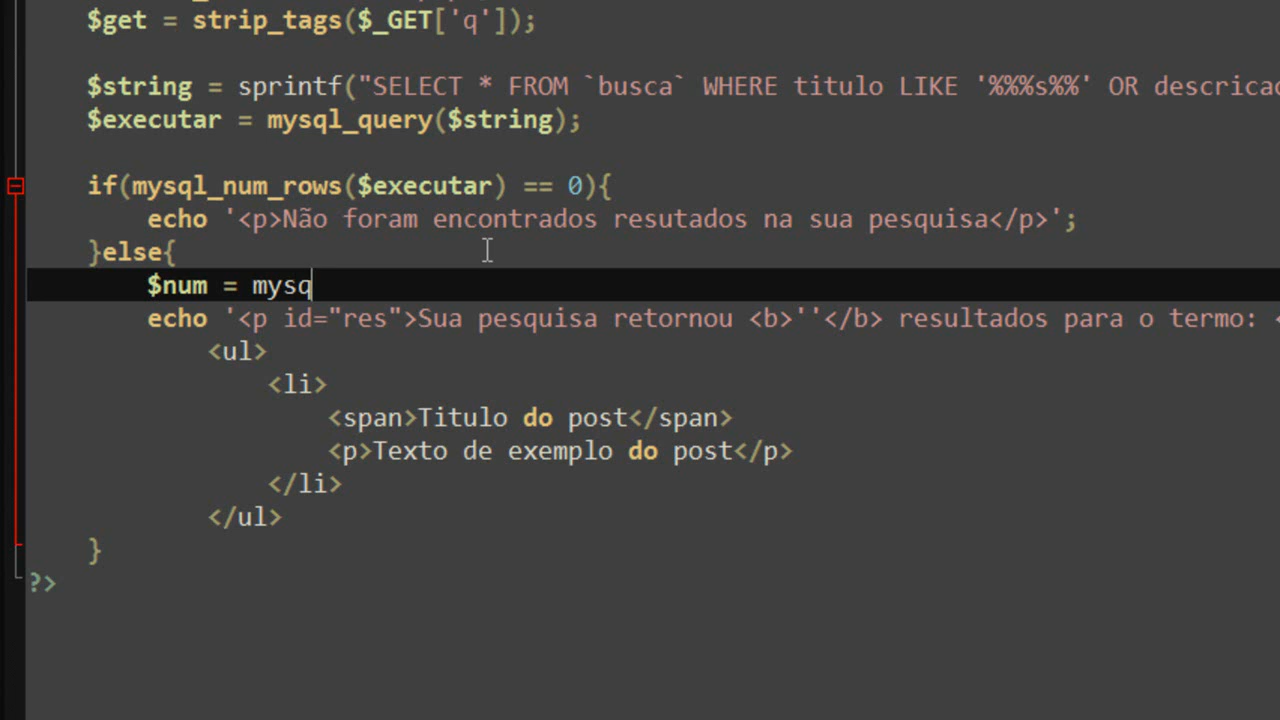 $get = strip_tags($_GET['q']);
$string = sprintf("SELECT * FROM `busca` WHERE titulo LIKE '%%%s%%' OR descricao
$executar = mysql_query($string);
if(mysql_num_rows($executar) == 0){
echo '<p>Não foram encontrados resutados na sua pesquisa</p>';
}else{
$num = mysq
echo '<p id="res">Sua pesquisa retornou <b>''</b> resultados para o termo: <
<ul>
<li>
<span>Titulo do post</span>
<p>Texto de exemplo do post</p>
</li>
</ul>
}
?>